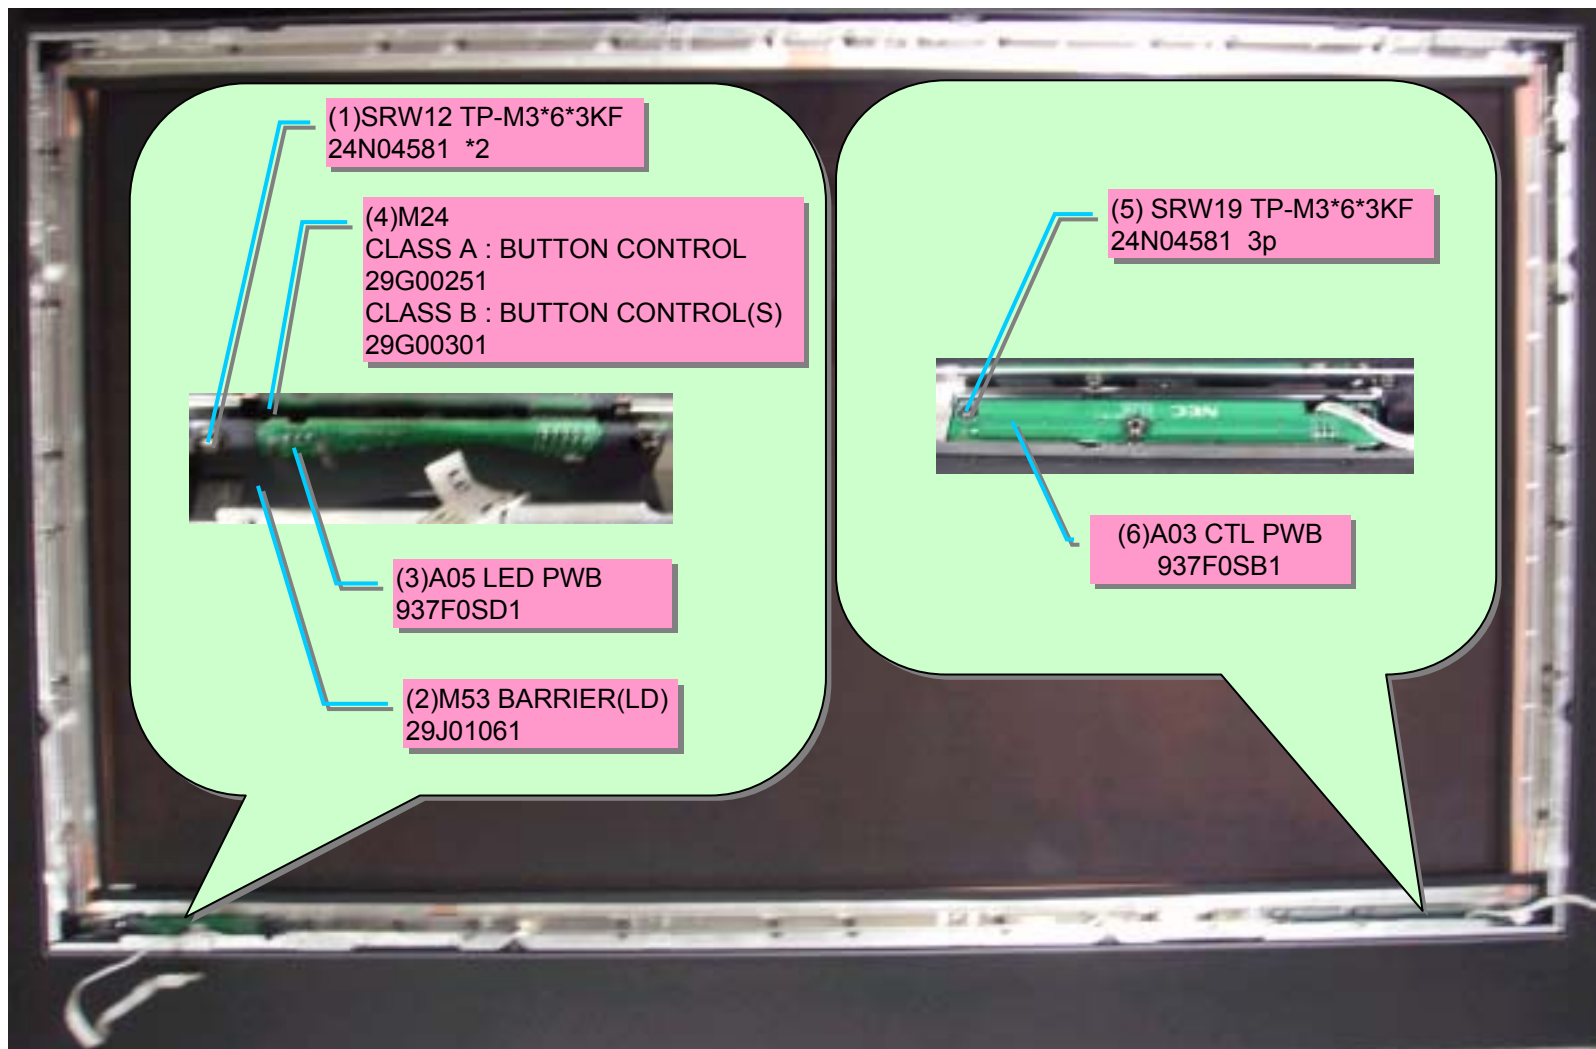 (1)SRW12 TP-M3*6*3KF
24N04581 *2
(4)M24
CLASS A : BUTTON CONTROL
29G00251
CLASS B : BUTTON CONTROL(S)
29G00301
(3)A05 LED PWB
937F0SD1
(2)M53 BARRIER(LD)
29J01061
(5) SRW19 TP-M3*6*3KF
24N04581 3p
NEC
(6)A03 CTL PWB
937F0SB1